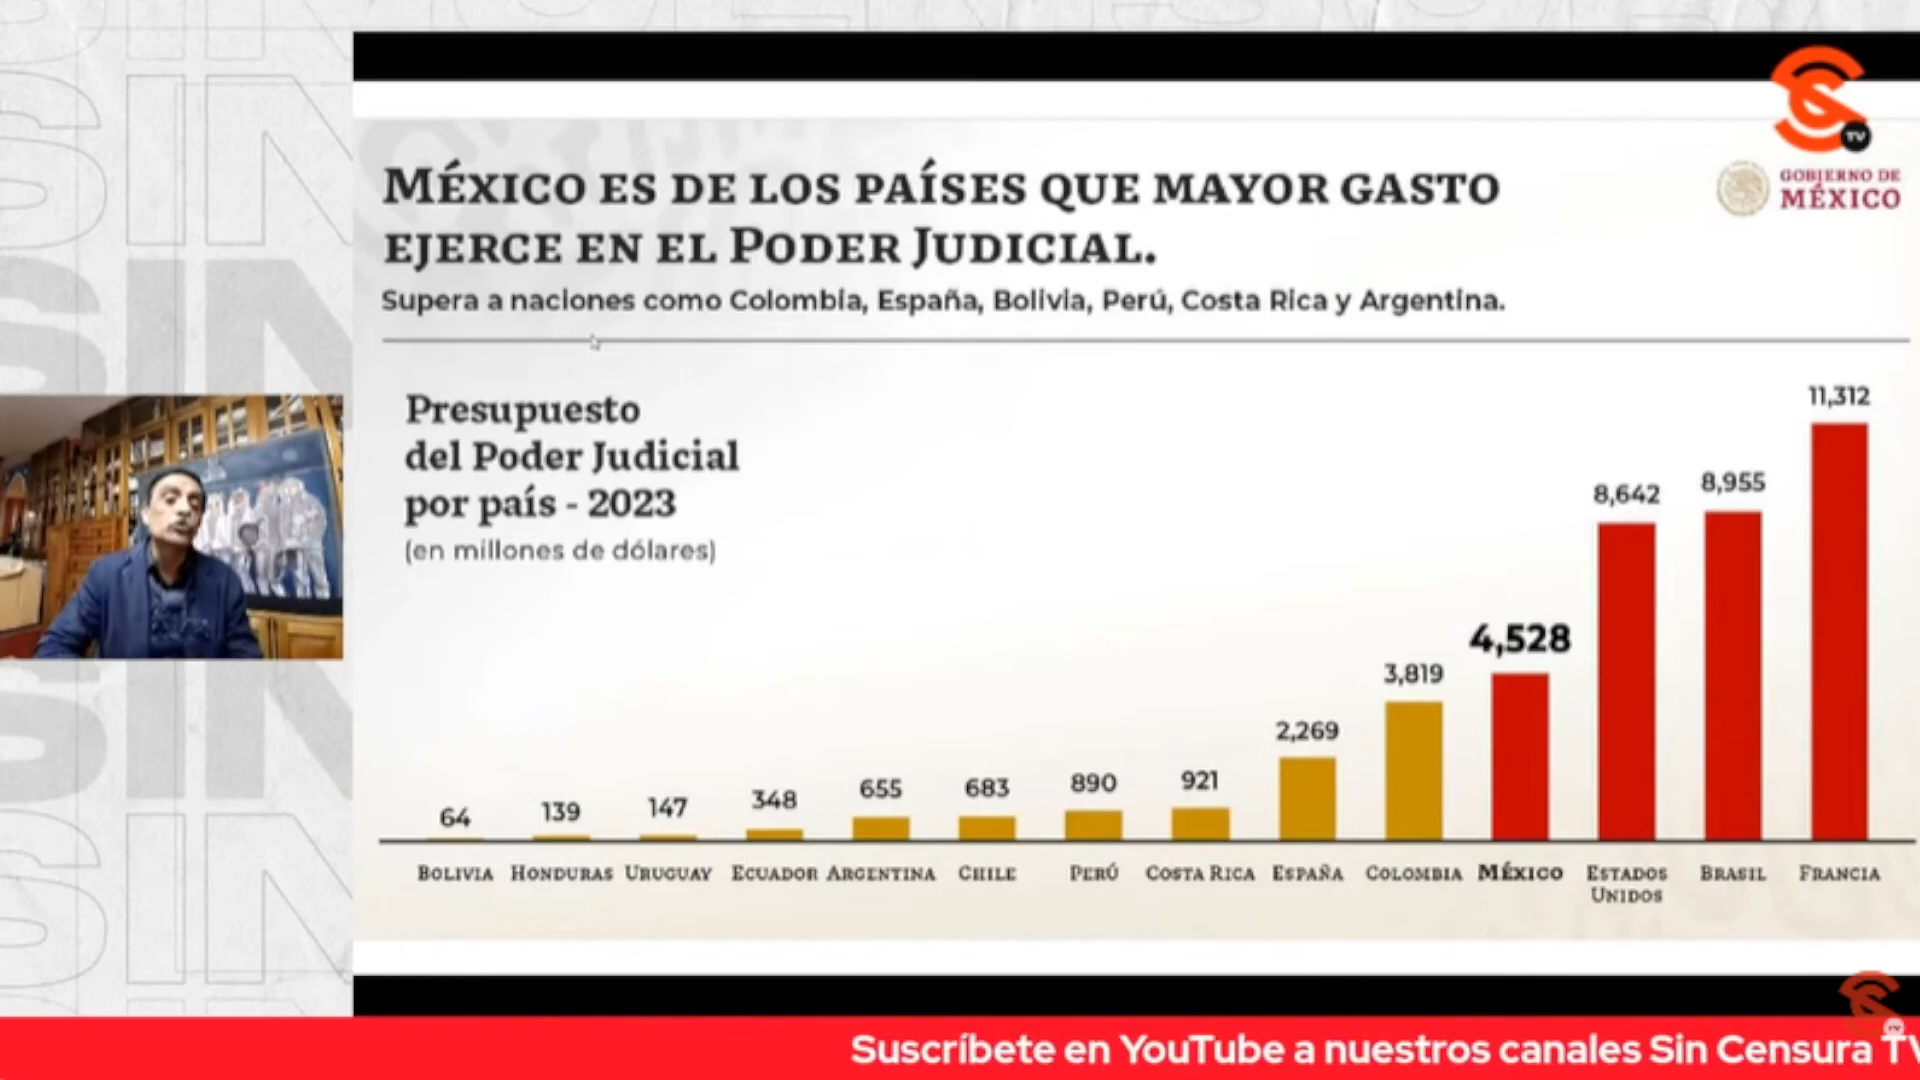 MÉXICO ES DE LOS PAÍSES QUE MAYOR GASTO
EJERCE EN EL PODER JUDICIAL.
Supera a naciones como Colombia, España, Bolivia, Perú, Costa Rica y Argentina.
TV
GOBIERNO DE
MÉXICO
Presupuesto
del Poder Judicial
por país - 2023
(en millones de dólares)
64
139
147
348
655
683
890
921
2,269
3,819
4,528
8,642
8,955
11,312
BOLIVIA
HONDURAS
URUGUAY
ECUADOR
ARGENTINA
CHILE
PERÚ
COSTA RICA
ESPAÑA
COLOMBIA
MÉXICO
ESTADOS
UNIDOS
BRASIL
FRANCIA
SIN
SIN
SIN
SIN
Suscríbete en YouTube a nuestros canales Sin Censura TV